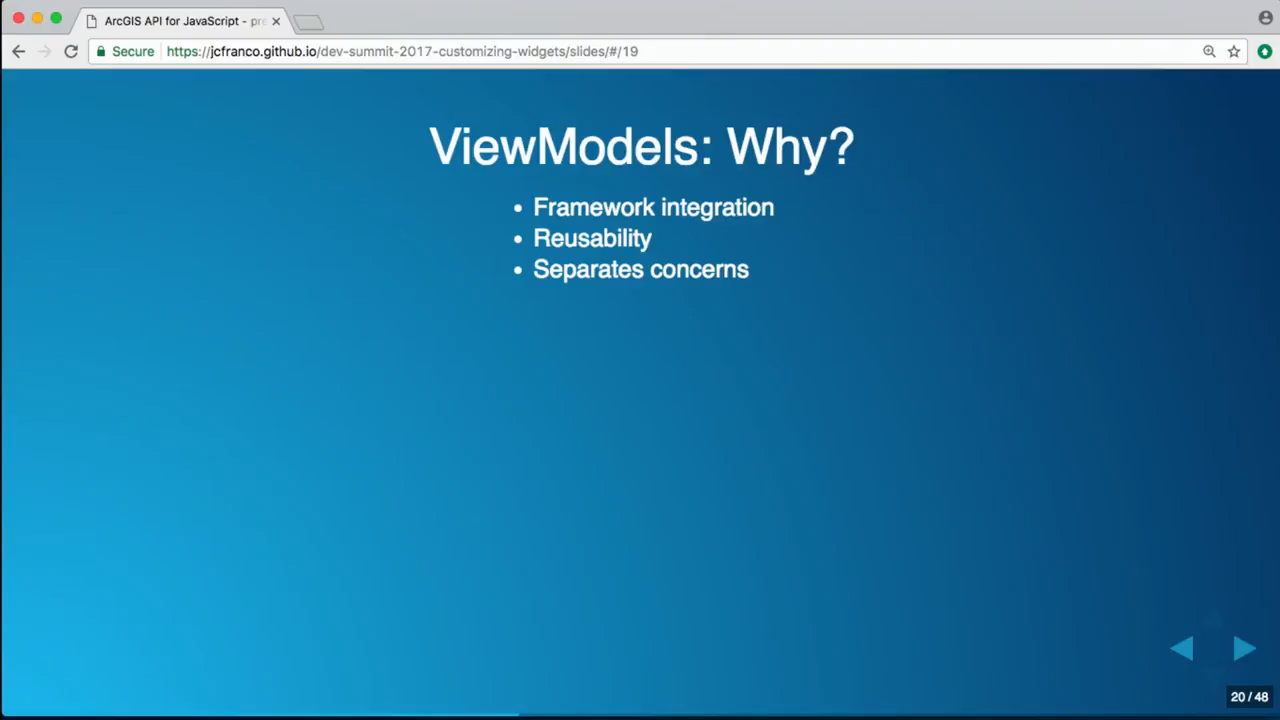 ArcGIS API for JavaScript - pre
Secure
https://jcfranco.github.io/dev-summit-2017-customizing-widgets/slides/#/19
ViewModels: Why?
• Framework integration
• Reusability
• Separates concerns
20 / 48